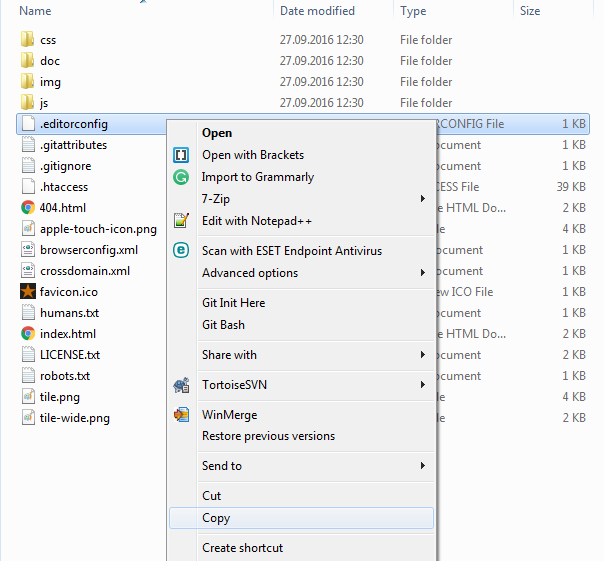 Name Date modified Type Size
css 27.09.2016 12:30 File folder
doc 27.09.2016 12:30 File folder
img 27.09.2016 12:30 File folder
js 27.09.2016 12:30 File folder
.editorconfig RCONFIG File 1 KB
.gitattributes ocument 1 KB
.gitignore ocument 1 KB
.htaccess CESS File 39 KB
404.html e HTML Do... 2 KB
apple-touch-icon.png le 4 KB
browserconfig.xml ocument 1 KB
crossdomain.xml ocument 1 KB
favicon.ico ew ICO File 1 KB
humans.txt ocument 1 KB
index.html e HTML Do... 2 KB
LICENSE.txt ocument 2 KB
robots.txt ocument 1 KB
tile.png le 4 KB
tile-wide.png le 2 KB
Open
Open with Brackets
Import to Grammarly
7-Zip
Edit with Notepad++
Scan with ESET Endpoint Antivirus
Advanced options
Git Init Here
Git Bash
Share with
TortoiseSVN
WinMerge
Restore previous versions
Send to
Cut
Copy
Create shortcut